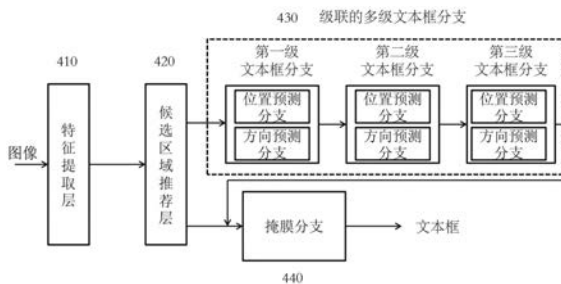 430 级联的多级文本框分支
410
420
第一级
文本框分支
第二级
文本框分支
第三级
文本框分支
位置预测
分支
方向预测
分支
位置预测
分支
方向预测
分支
位置预测
分支
方向预测
分支
图像
特征提取层
候选区域推荐层
掩膜分支
文本框
440